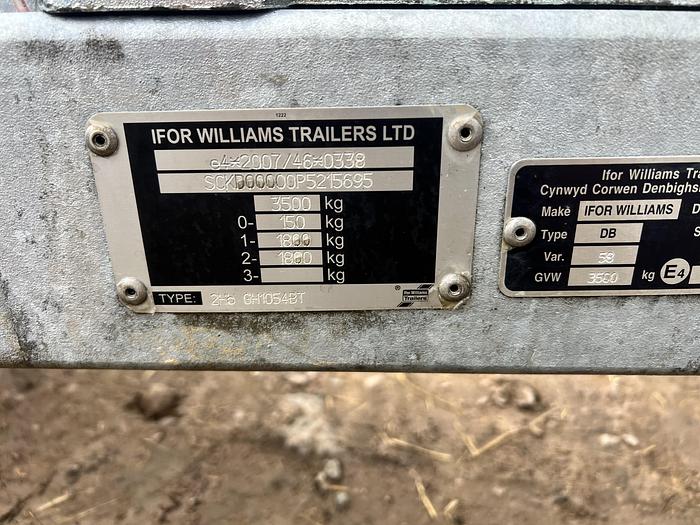 1222
IFOR WILLIAMS TRAILERS LTD
e4*2007/46*0338
SCKD00000P5215695
3500 kg
0- 150 kg
1- 1800 kg
2- 1800 kg
3- kg
TYPE: 2Hb GH1054BT
® Ifor Williams
Trailers
Ifor Williams Tra
Cynwyd Corwen Denbighs
Make IFOR WILLIAMS D
Type DB S
Var. 58
GVW 3500 kg E4